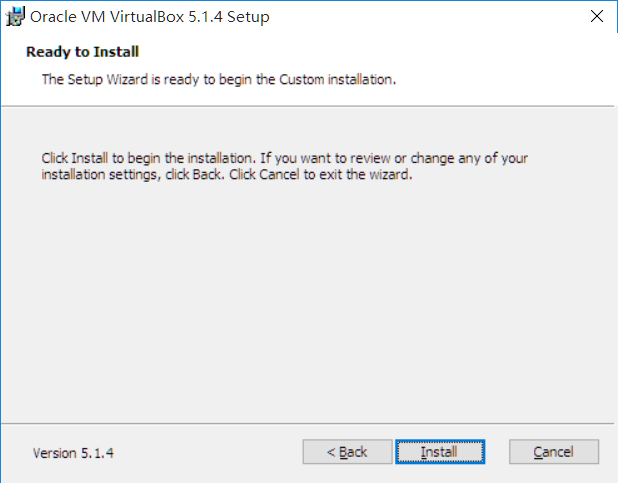 Oracle VM VirtualBox 5.1.4 Setup
Ready to Install
The Setup Wizard is ready to begin the Custom installation.
Click Install to begin the installation. If you want to review or change any of your
installation settings, click Back. Click Cancel to exit the wizard.
Version 5.1.4
< Back
Install
Cancel